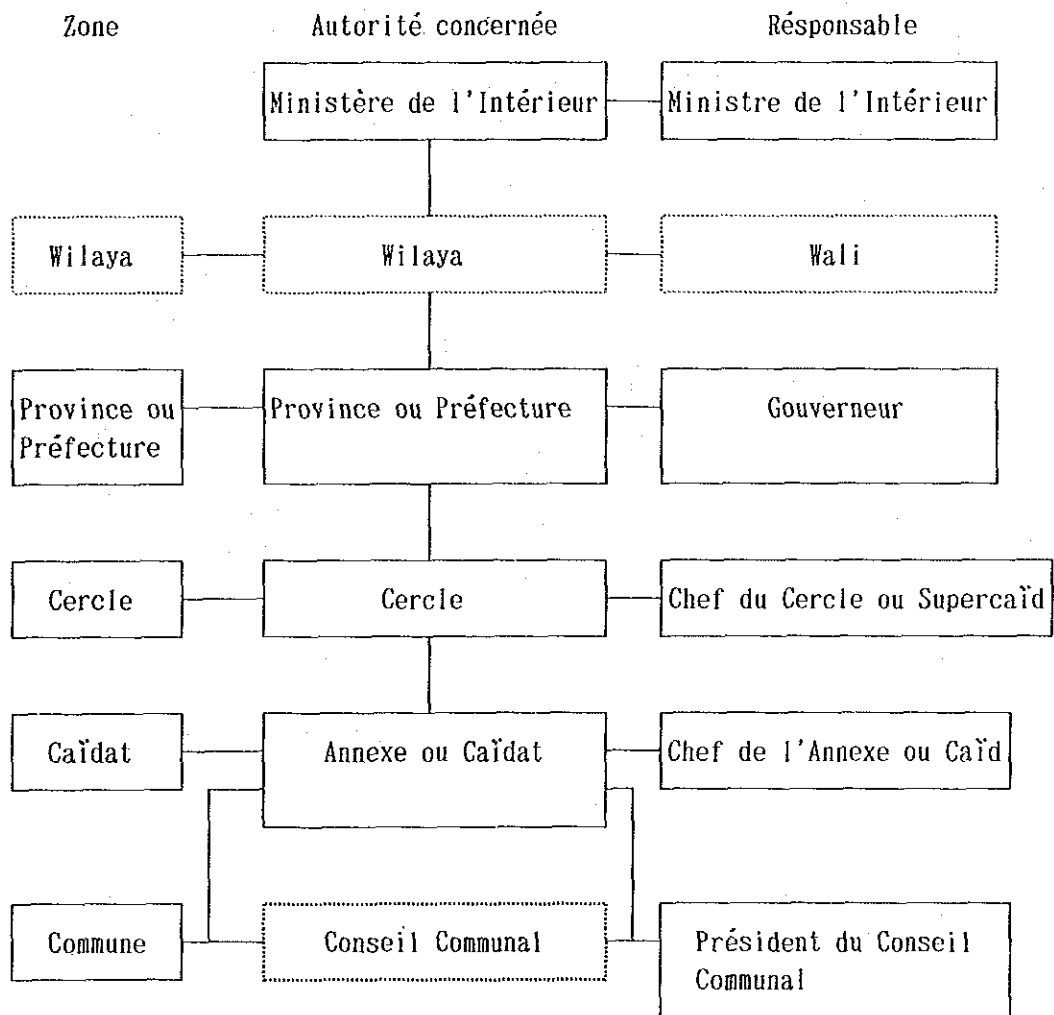 Zone Autorité concernée Résponsable
Ministère de l'Intérieur Ministre de l'Intérieur
Wilaya Wilaya Wali
Province ou Province ou Préfecture Gouverneur
Préfecture
Cercle Cercle Chef du Cercle ou Supercaïd
Caïdat Annexe ou Caïdat Chef de l'Annexe ou Caïd
Commune Conseil Communal Président du Conseil
Communal